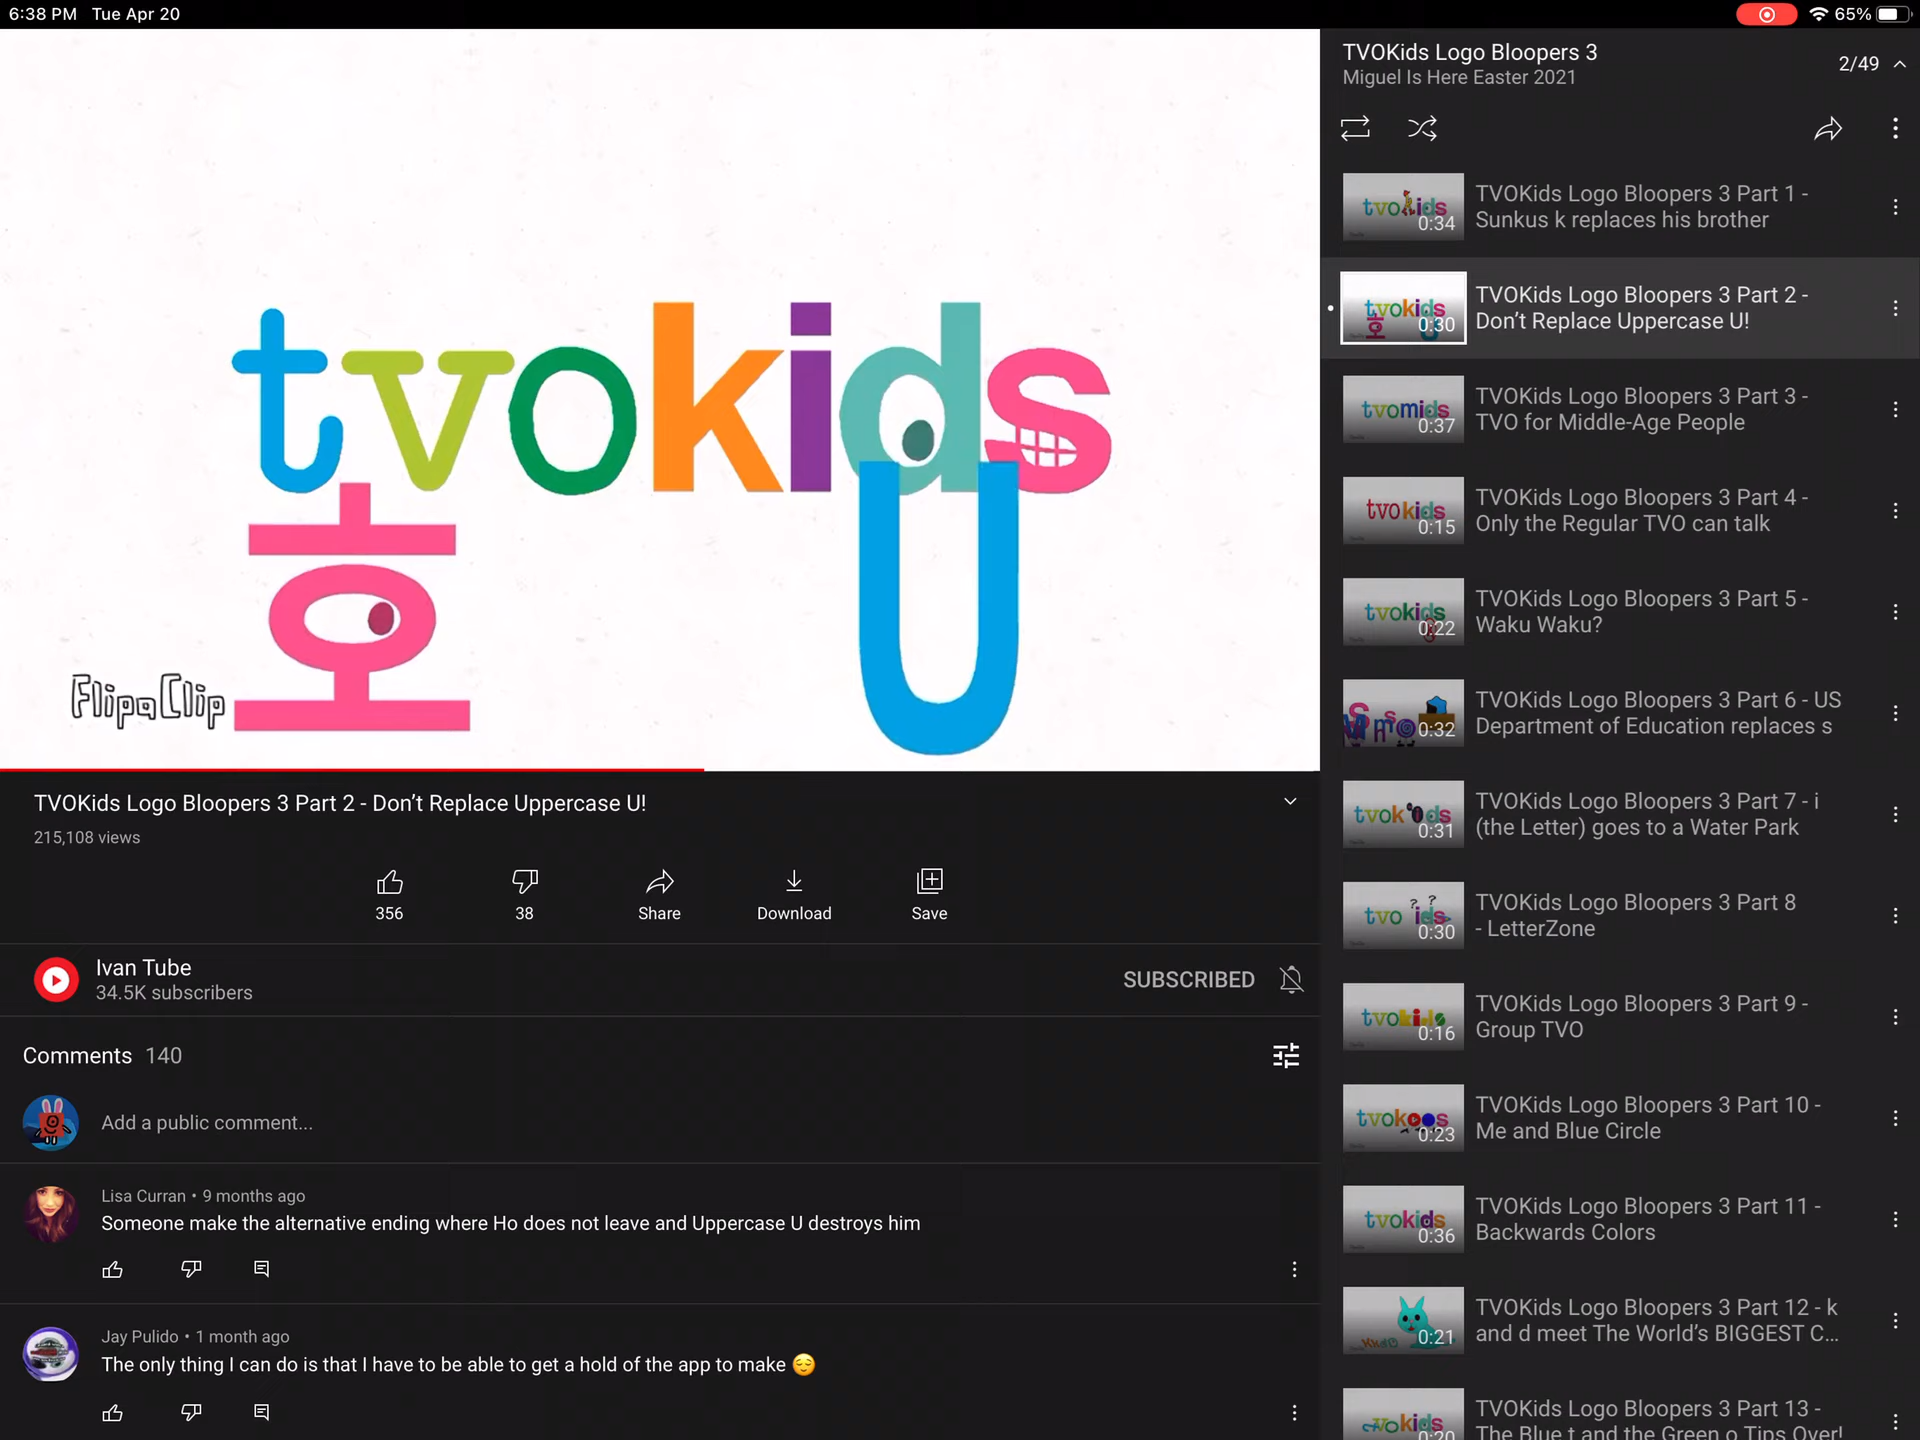 6:38 PM Tue Apr 20
65%
tvokids
호
U
FlipaClip
TVOKids Logo Bloopers 3 Part 2 - Don’t Replace Uppercase U!
215,108 views
356
38
Share
Download
Save
Ivan Tube
34.5K subscribers
SUBSCRIBED
Comments 140
Add a public comment...
Lisa Curran • 9 months ago
Someone make the alternative ending where Ho does not leave and Uppercase U destroys him
Jay Pulido • 1 month ago
The only thing I can do is that I have to be able to get a hold of the app to make 😌
TVOKids Logo Bloopers 3
Miguel Is Here Easter 2021
2/49
tvokids
0:34
TVOKids Logo Bloopers 3 Part 1 -
Sunkus k replaces his brother
tvokids
0:30
TVOKids Logo Bloopers 3 Part 2 -
Don’t Replace Uppercase U!
tvomids
0:37
TVOKids Logo Bloopers 3 Part 3 -
TVO for Middle-Age People
tvokids
0:15
TVOKids Logo Bloopers 3 Part 4 -
Only the Regular TVO can talk
tvokids
0:22
TVOKids Logo Bloopers 3 Part 5 -
Waku Waku?
0:32
TVOKids Logo Bloopers 3 Part 6 - US
Department of Education replaces s
0:31
TVOKids Logo Bloopers 3 Part 7 - i
(the Letter) goes to a Water Park
tvo ids
? ?
0:30
TVOKids Logo Bloopers 3 Part 8
- LetterZone
tvokids
0:16
TVOKids Logo Bloopers 3 Part 9 -
Group TVO
0:23
TVOKids Logo Bloopers 3 Part 10 -
Me and Blue Circle
tvokids
0:36
TVOKids Logo Bloopers 3 Part 11 -
Backwards Colors
0:21
TVOKids Logo Bloopers 3 Part 12 - k
and d meet The World’s BIGGEST C...
0:20
TVOKids Logo Bloopers 3 Part 13 -
The Blue t and the Green o Tips Over!